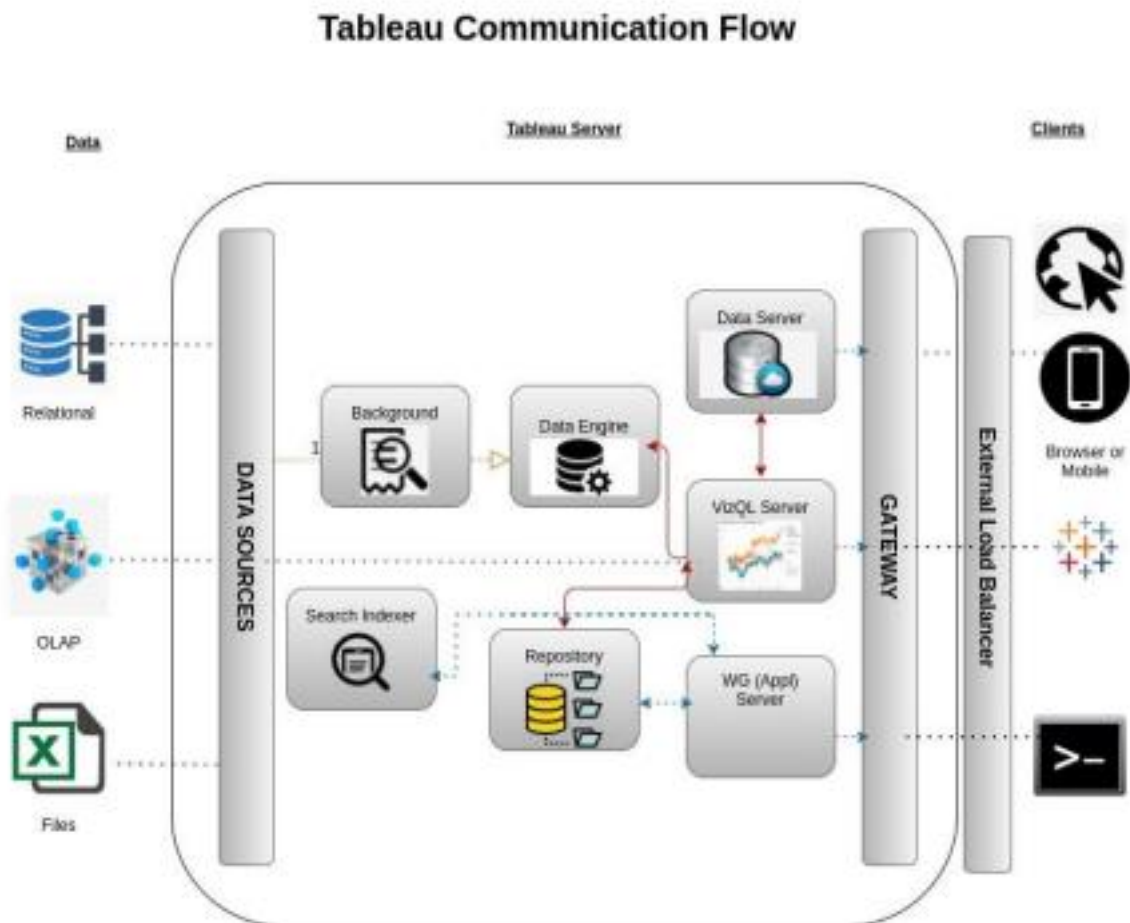 Tableau Communication Flow
Data
Tableau Server
Clients
Relational
OLAP
Files
DATA SOURCES
1
Background
Data Engine
Data Server
VizQL Server
Search Indexer
Repository
WG (Appl)
Server
GATEWAY
External Load Balancer
Browser or
Mobile
X
>-